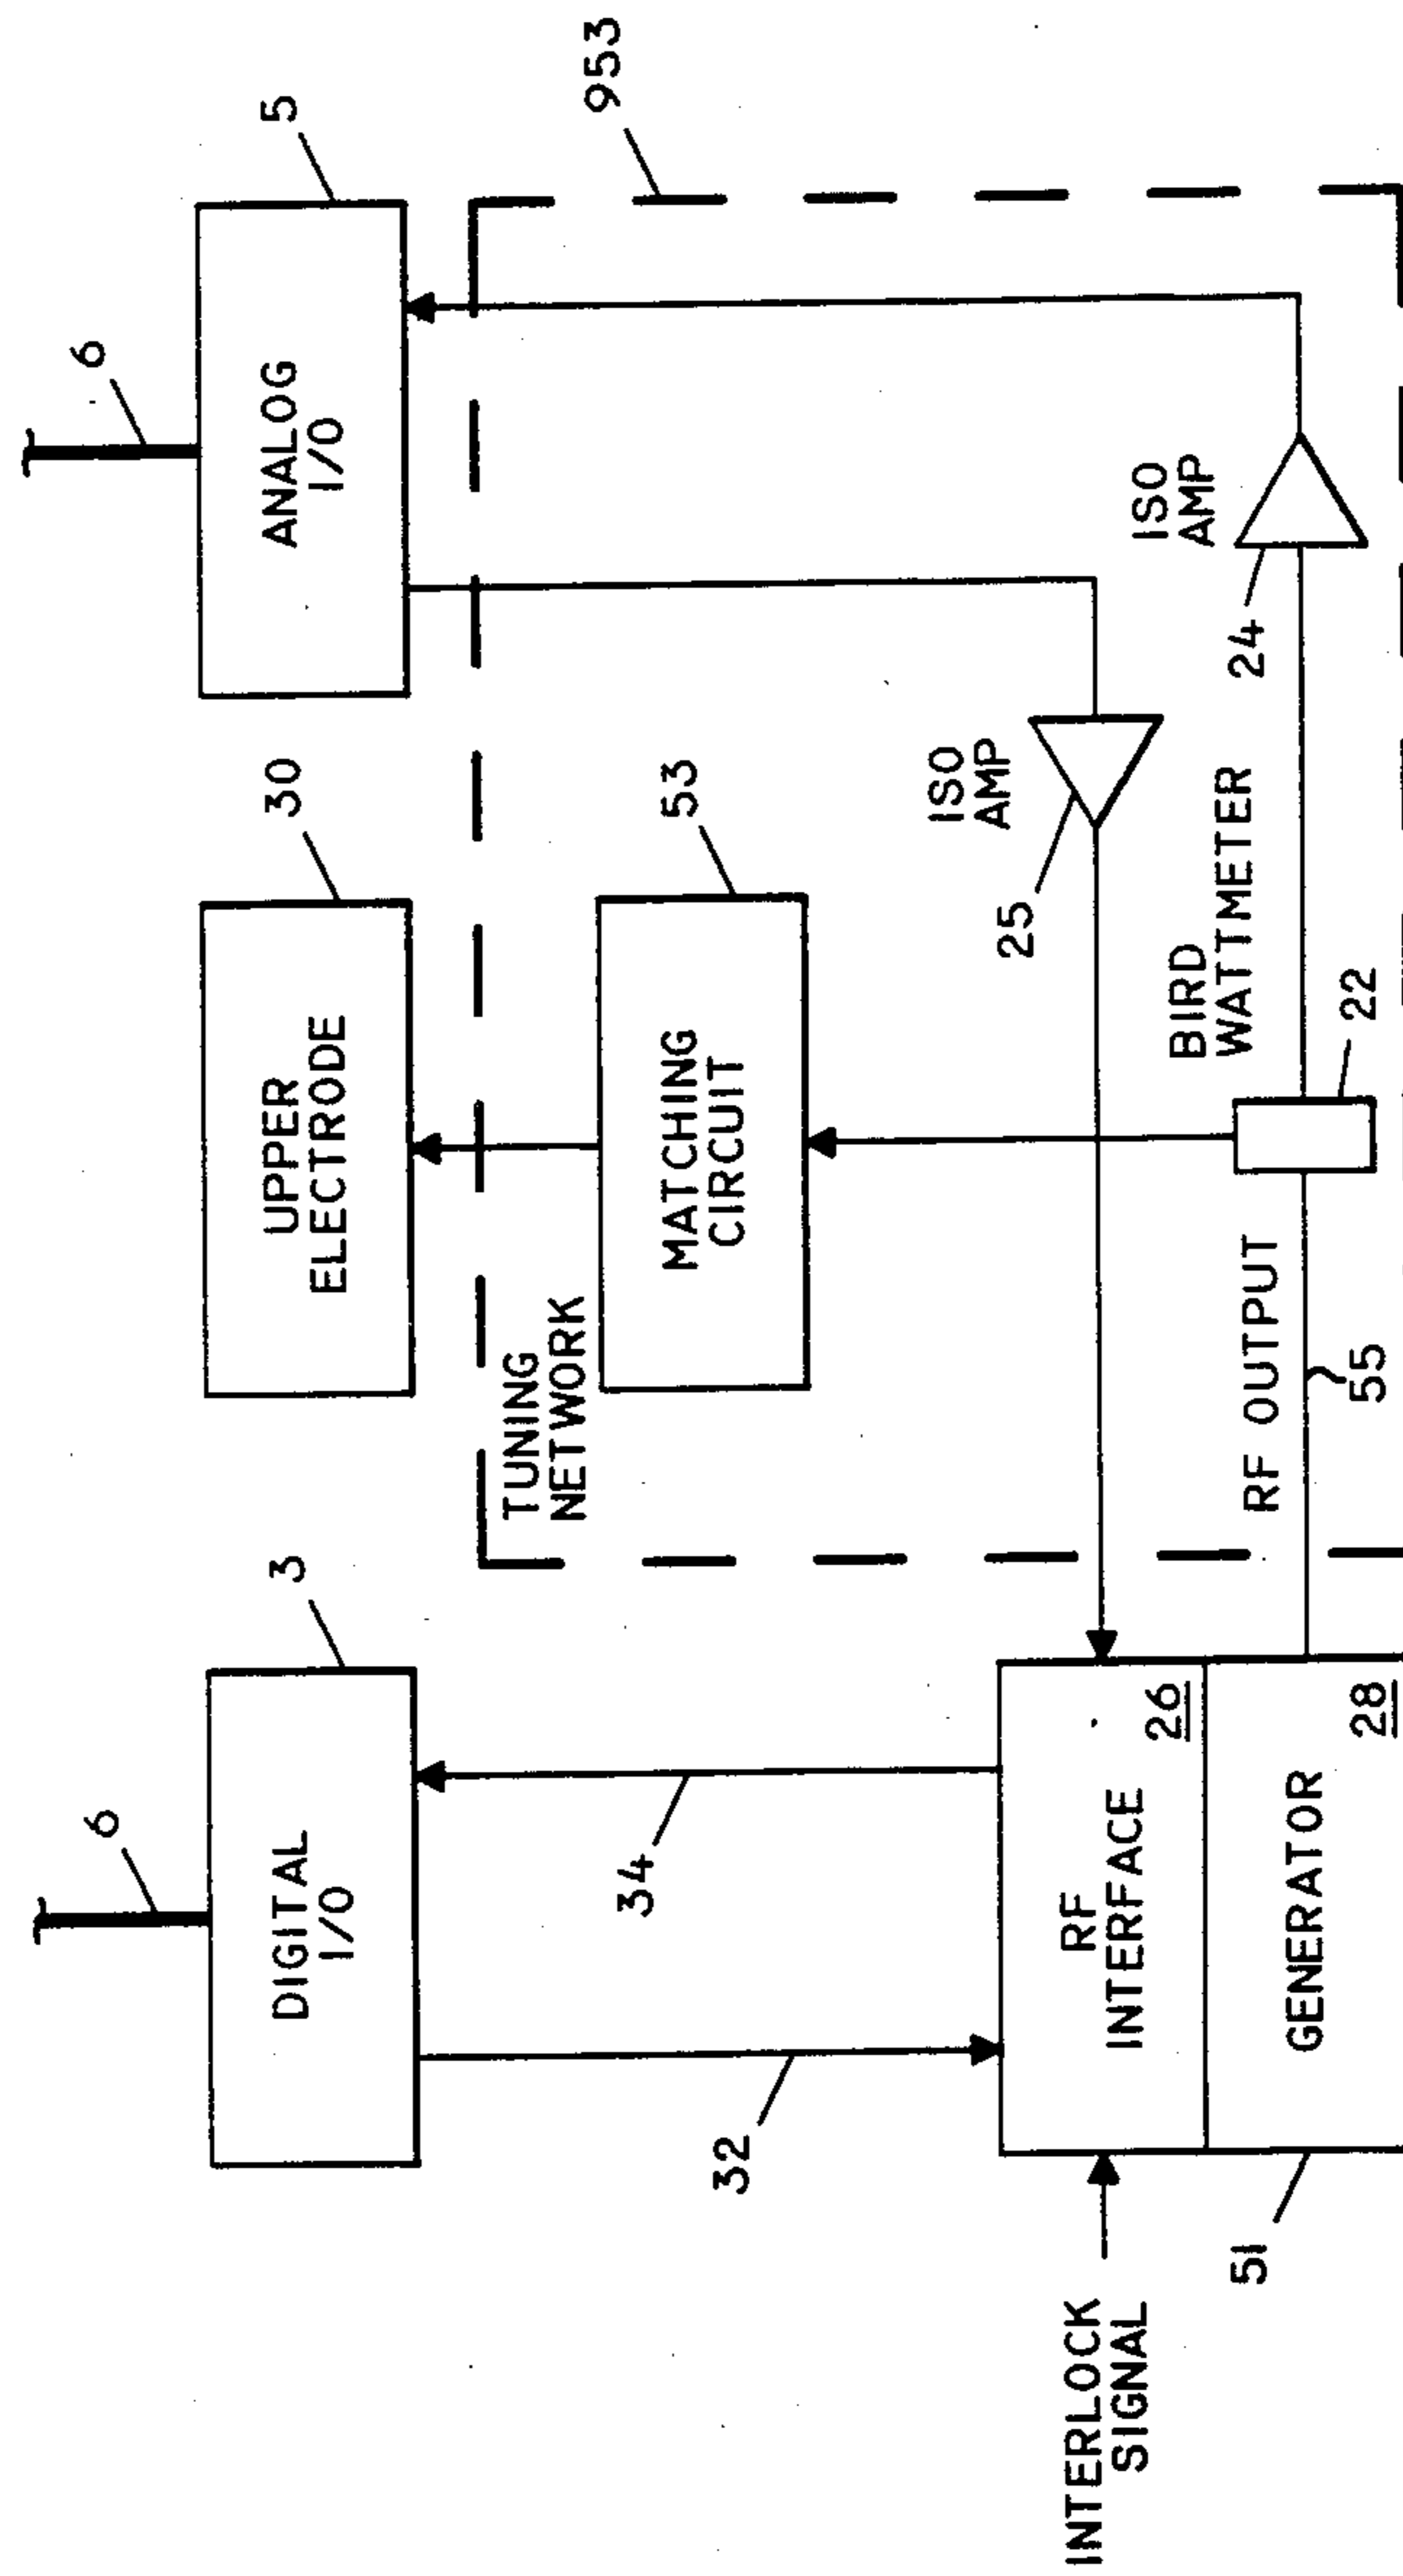 6
6
3
30
5
DIGITAL
I/O
UPPER
ELECTRODE
ANALOG
I/O
953
TUNING
NETWORK
53
MATCHING
CIRCUIT
32
34
25
ISO
AMP
INTERLOCK
SIGNAL
RF
INTERFACE
26
BIRD
WATTMETER
24
ISO
AMP
51
GENERATOR
28
RF OUTPUT
55
22